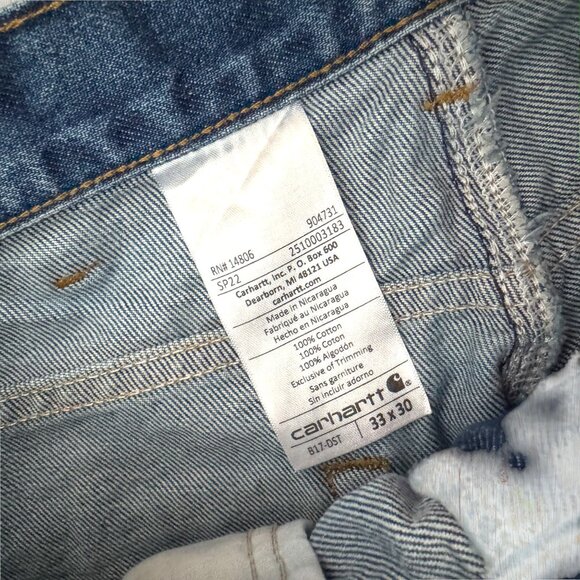 RN# 14806 904731
SP22 2510003183
Carhartt, Inc. P. O. Box 600
Dearborn, MI 48121 USA
carhartt.com
Made in Nicaragua
Fabriqué au Nicaragua
Hecho en Nicaragua
100% Cotton
100% Coton
100% Algodón
Exclusive of Trimming
Sans garniture
Sin incluir adorno
carhartt ®
B17-DST 33 x 30